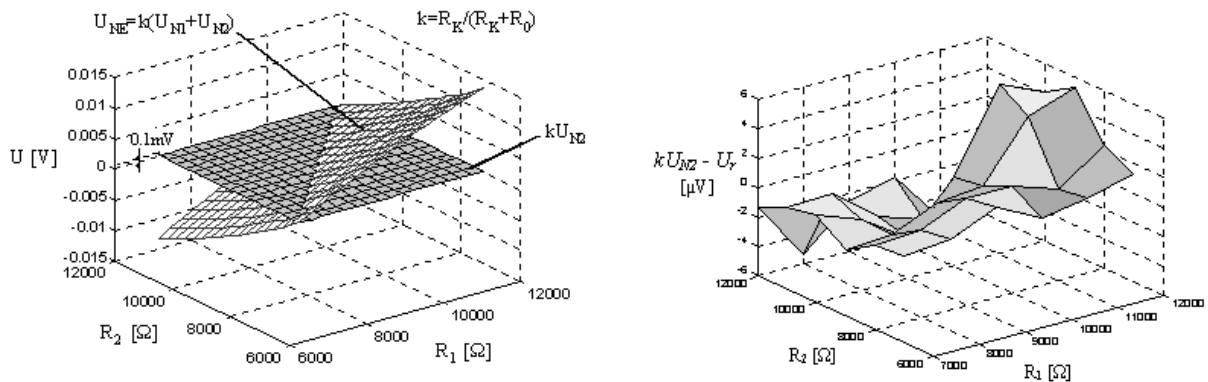 U_NE=k(U_N1+U_N2)
k=R_K/(R_K+R_0)
0.015
0.01
0.005
0
-0.005
-0.01
-0.015
U [V]
0.1mV
kU_N2
12000
10000
8000
6000
R_2 [Ω]
6000
8000
10000
12000
R_1 [Ω]
6
4
2
0
-2
-4
-6
kU_N2 - U_r
[μV]
12000
10000
8000
6000
R_2 [Ω]
7000
8000
9000
10000
11000
12000
R_1 [Ω]